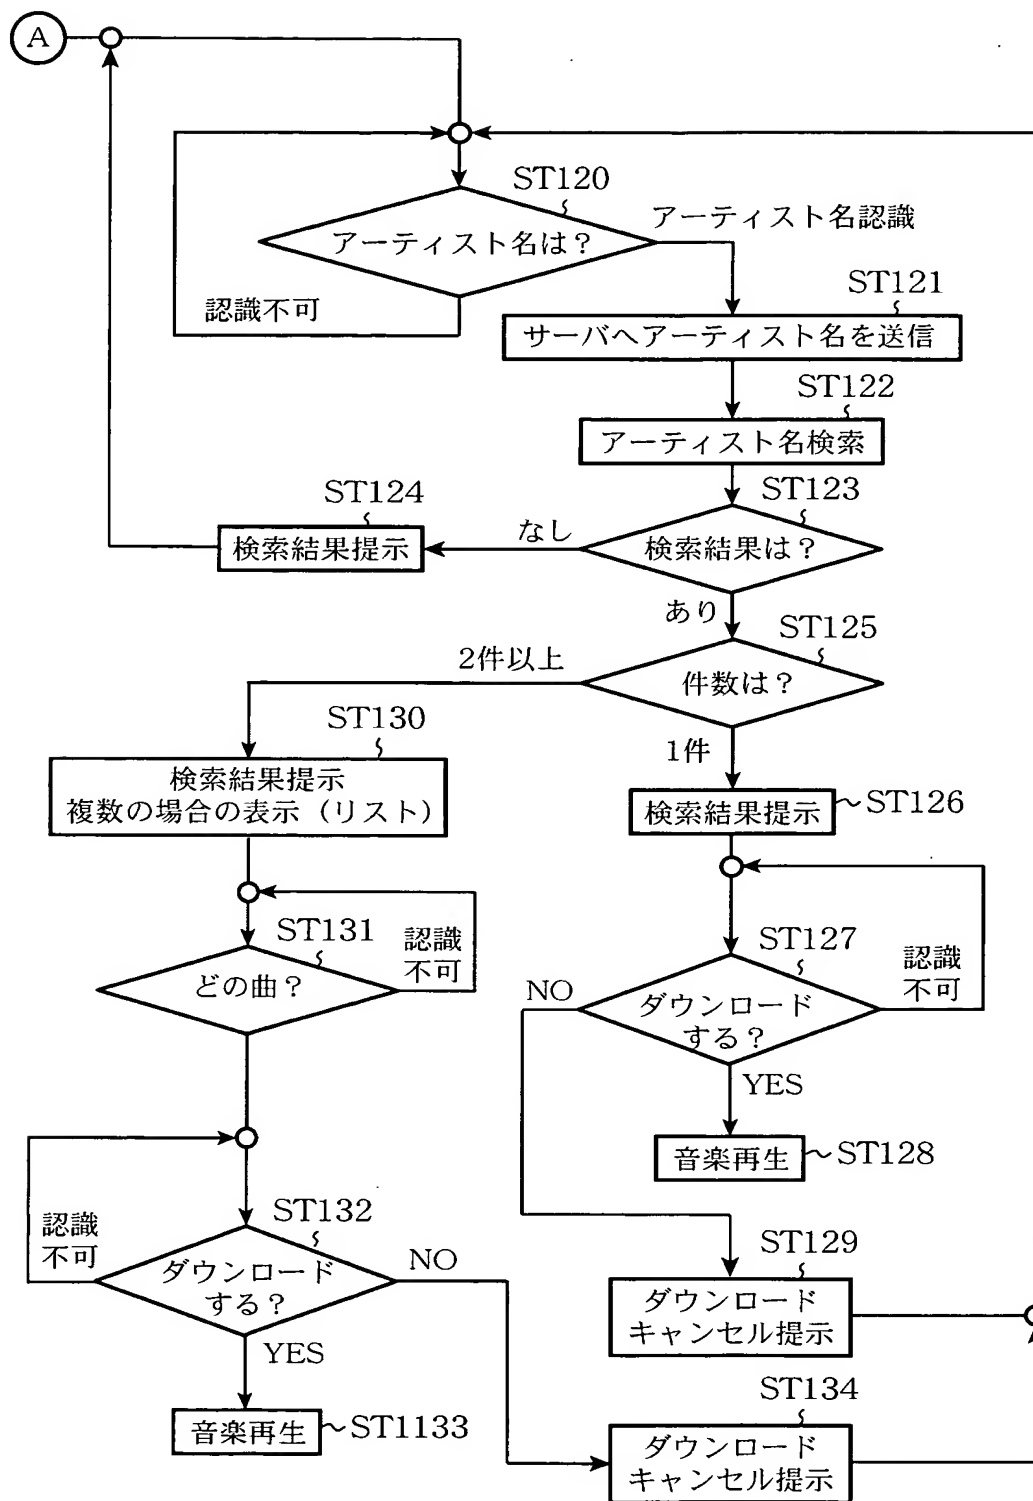 A
ST120
アーティスト名は？
アーティスト名認識
認識不可
ST121
サーバへアーティスト名を送信
ST122
アーティスト名検索
ST123
検索結果は？
なし
ST124
検索結果提示
あり
ST125
件数は？
2件以上
1件
ST130
検索結果提示
複数の場合の表示（リスト）
検索結果提示
ST126
ST131
どの曲？
認識
不可
ST127
ダウンロード
する？
認識
不可
NO
YES
音楽再生
ST128
ST132
ダウンロード
する？
認識
不可
NO
YES
ST129
ダウンロード
キャンセル提示
音楽再生
ST1133
ST134
ダウンロード
キャンセル提示